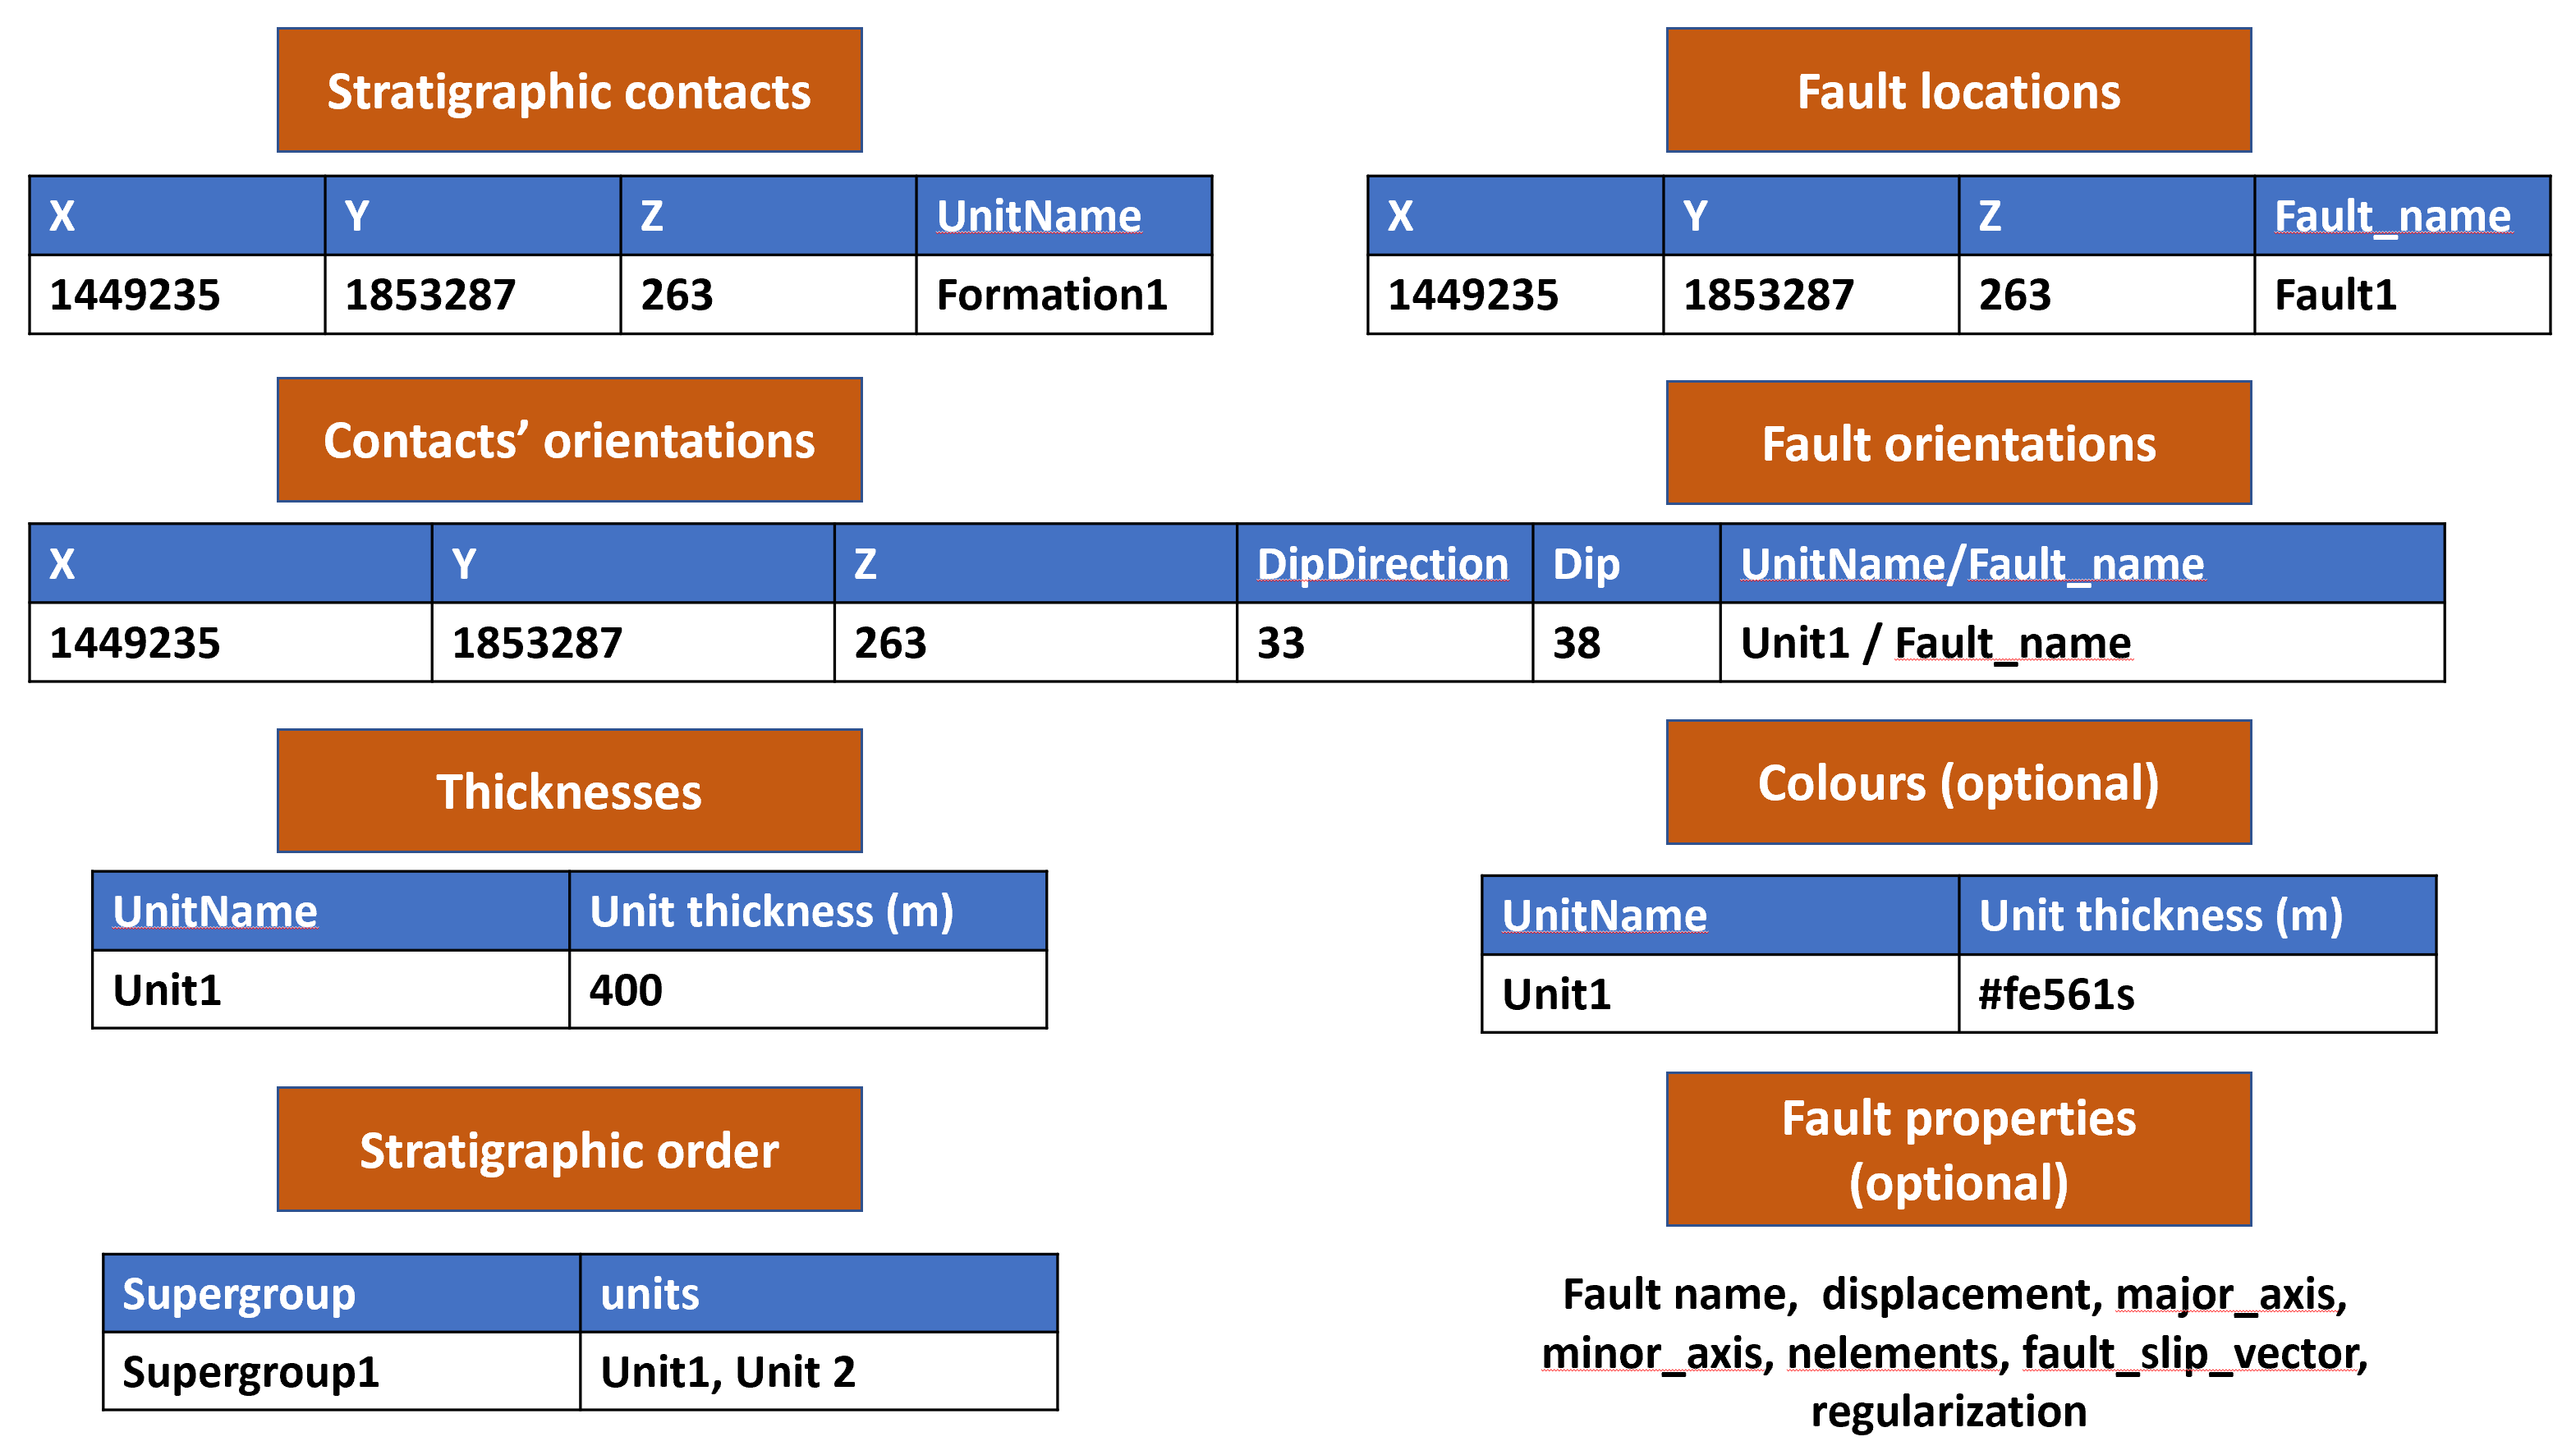 Stratigraphic contacts
X Y Z UnitName
1449235 1853287 263 Formation1
Fault locations
X Y Z Fault_name
1449235 1853287 263 Fault1
Contacts’ orientations
Fault orientations
X Y Z DipDirection Dip UnitName/Fault_name
1449235 1853287 263 33 38 Unit1 / Fault_name
Thicknesses
UnitName Unit thickness (m)
Unit1 400
Colours (optional)
UnitName Unit thickness (m)
Unit1 #fe561s
Stratigraphic order
Supergroup units
Supergroup1 Unit1, Unit 2
Fault properties
(optional)
Fault name, displacement, major_axis,
minor_axis, nelements, fault_slip_vector,
regularization